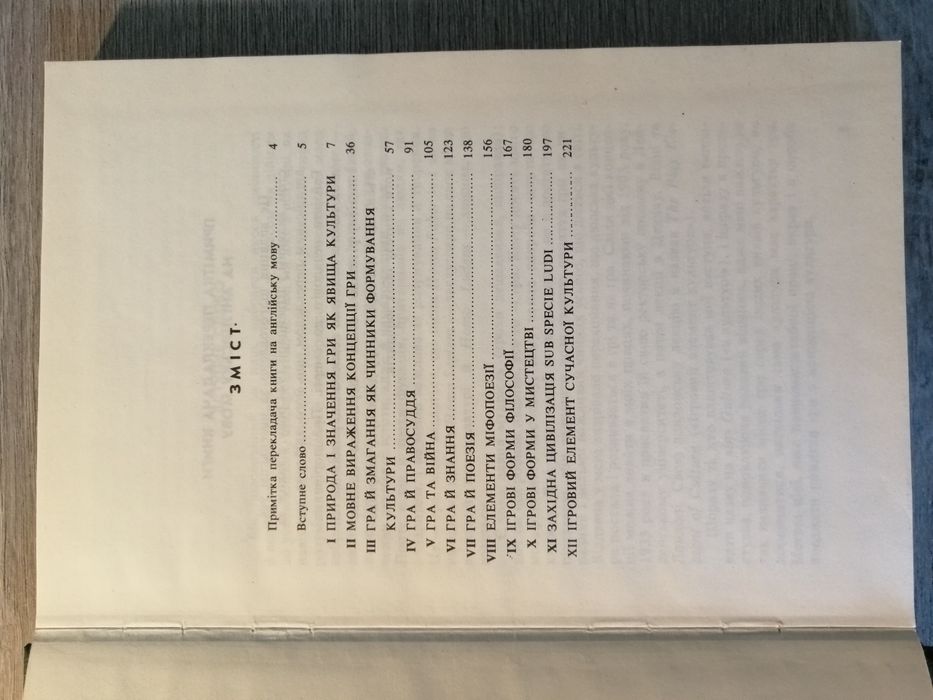 ЗМІСТ.
Примітка перекладача книги на англійську мову .......... 4
Вступне слово .......... 5
I ПРИРОДА І ЗНАЧЕННЯ ГРИ ЯК ЯВИЩА КУЛЬТУРИ 7
II МОВНЕ ВИРАЖЕННЯ КОНЦЕПЦІЇ ГРИ .......... 36
III ГРА Й ЗМАГАННЯ ЯК ЧИННИКИ ФОРМУВАННЯ
КУЛЬТУРИ .......... 57
IV ГРА Й ПРАВОСУДДЯ .......... 91
V ГРА ТА ВІЙНА .......... 105
VI ГРА Й ЗНАННЯ .......... 123
VII ГРА Й ПОЕЗІЯ .......... 138
VIII ЕЛЕМЕНТИ МІФОПОЕЗІЇ .......... 156
IX ІГРОВІ ФОРМИ ФІЛОСОФІЇ .......... 167
X ІГРОВІ ФОРМИ У МИСТЕЦТВІ .......... 180
XI ЗАХІДНА ЦИВІЛІЗАЦІЯ SUB SPECIE LUDI .......... 197
XII ІГРОВИЙ ЕЛЕМЕНТ СУЧАСНОЇ КУЛЬТУРИ .......... 221